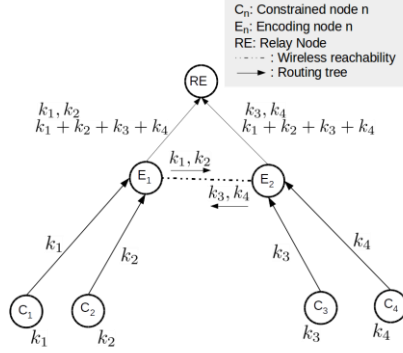 Cₙ: Constrained node n
Eₙ: Encoding node n
RE: Relay Node
: Wireless reachability
: Routing tree
RE
k₁, k₂
k₁ + k₂ + k₃ + k₄
k₃, k₄
k₁ + k₂ + k₃ + k₄
k₁, k₂
E₁
E₂
k₃, k₄
k₁
k₂
k₃
k₄
C₁
C₂
C₃
C₄
k₁
k₂
k₃
k₄